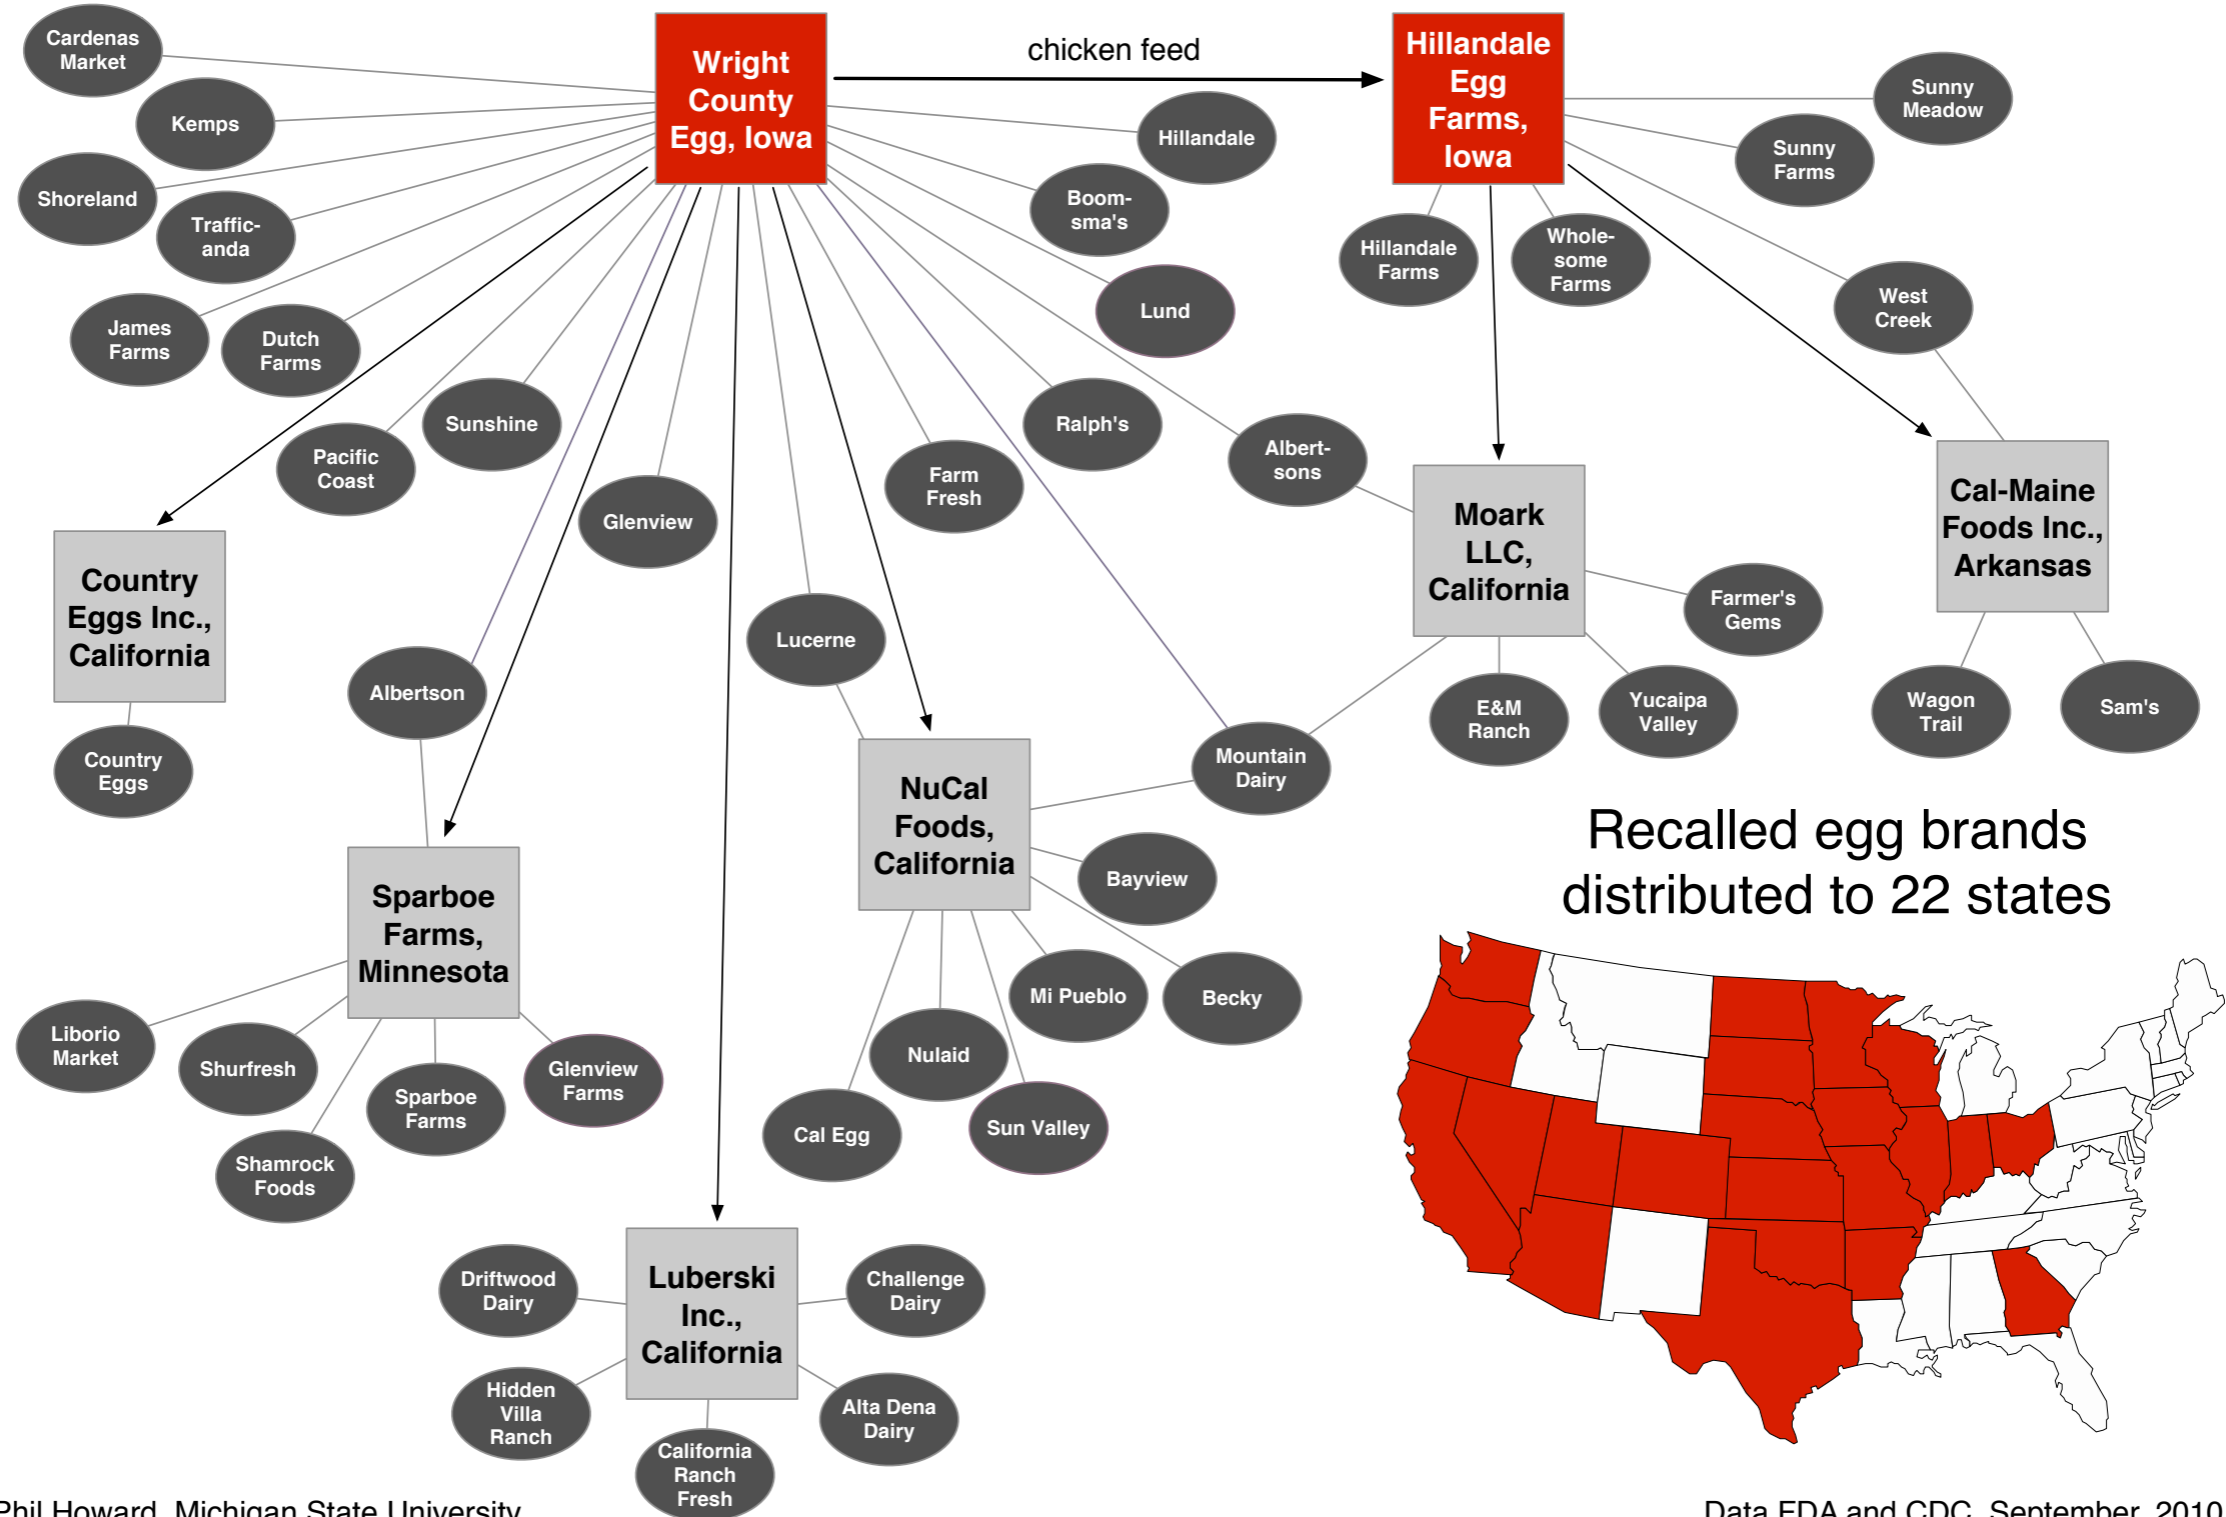 Cardenas
Market
Kemps
Shoreland
Traffic-
anda
James
Farms
Dutch
Farms
Pacific
Coast
Sunshine
Wright
County
Egg, Iowa
chicken feed
Hillandale
Egg
Farms,
Iowa
Hillandale
Boom-
sma's
Lund
Ralph's
Albert-
sons
Farm
Fresh
Glenview
Lucerne
Albertson
Hillandale
Farms
Whole-
some
Farms
Sunny
Meadow
Sunny
Farms
West
Creek
Country
Eggs Inc.,
California
Country
Eggs
Sparboe
Farms,
Minnesota
Liborio
Market
Shurfresh
Shamrock
Foods
Sparboe
Farms
Glenview
Farms
NuCal
Foods,
California
Mountain
Dairy
Bayview
Becky
Mi Pueblo
Nulaid
Sun Valley
Cal Egg
Moark
LLC,
California
Farmer's
Gems
Yucaipa
Valley
E&M
Ranch
Cal-Maine
Foods Inc.,
Arkansas
Wagon
Trail
Sam's
Luberski
Inc.,
California
Driftwood
Dairy
Challenge
Dairy
Hidden
Villa
Ranch
Alta Dena
Dairy
California
Ranch
Fresh
Recalled egg brands
distributed to 22 states
Phil Howard, Michigan State University
Data FDA and CDC, September, 2010